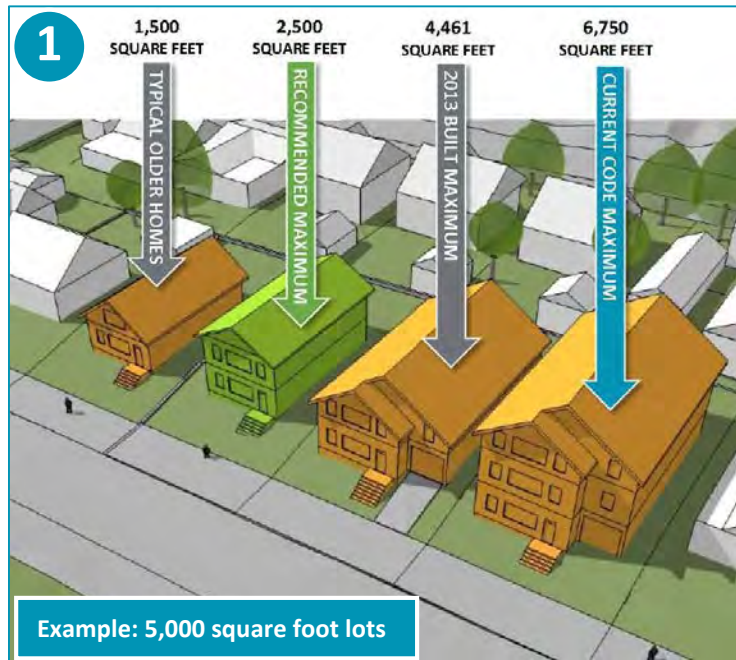 1
1,500
SQUARE FEET
2,500
SQUARE FEET
4,461
SQUARE FEET
6,750
SQUARE FEET
TYPICAL OLDER HOMES
RECOMMENDED MAXIMUM
2013 BUILT MAXIMUM
CURRENT CODE MAXIMUM
Example: 5,000 square foot lots